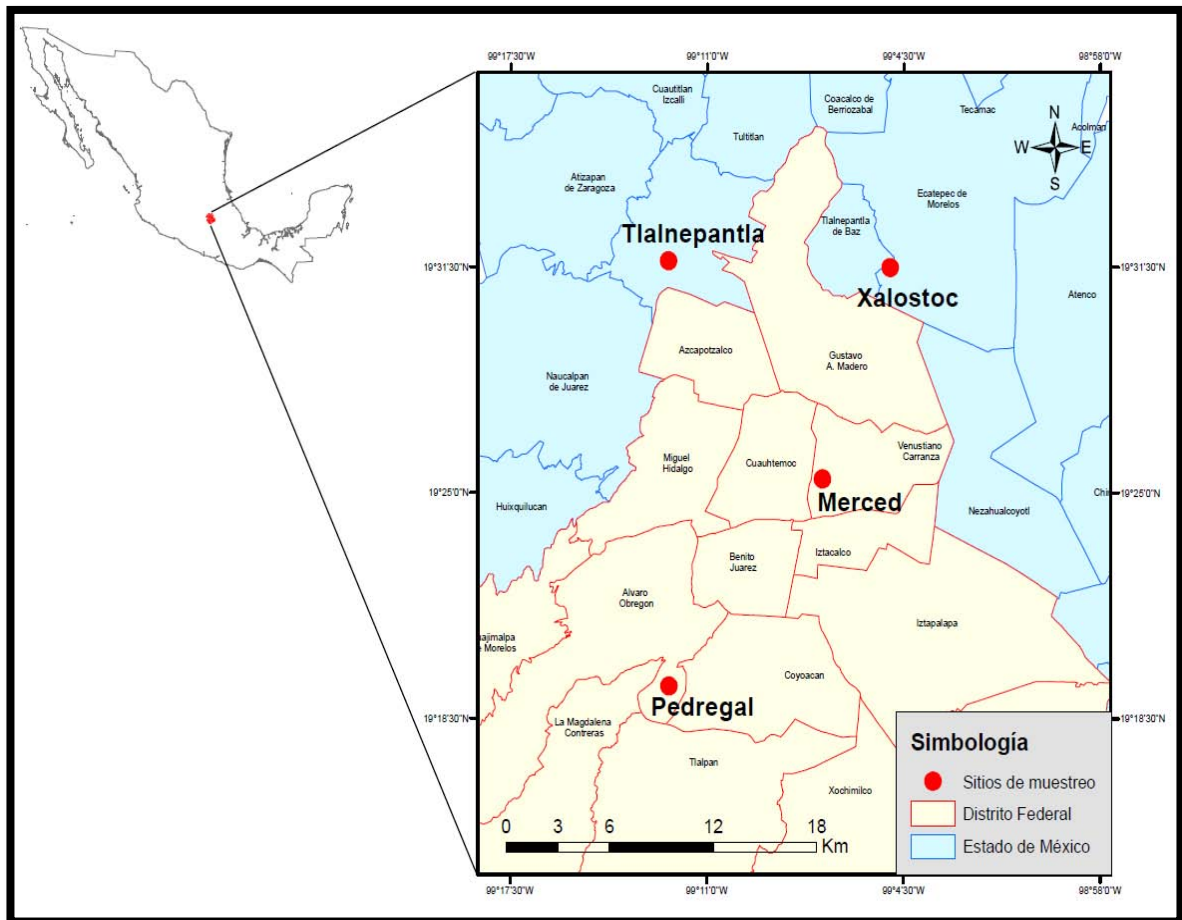 99°17'30"W
99°11'0"W
99°4'30"W
98°58'0"W
Cuautitlan
Izcalli
Coacalco de
Berriozabal
Tecamac
Acolman
Tultitlan
N
W
E
S
Atizapan
de Zaragoza
Ecatepec de
Morelos
Tlalnepantla
de Baz
Tlalnepantla
19°31'30"N
19°31'30"N
Xalostoc
Atenco
Azcapotzalco
Gustavo
A. Madero
Naucalpan
de Juarez
Miguel
Hidalgo
Cuauhtemoc
Venustiano
Carranza
19°25'0"N
19°25'0"N
Chi
Merced
Huixquilucan
Nezahualcoyotl
Benito
Juarez
Iztacalco
Alvaro
Obregon
Iztapalapa
ajimalpa
e Morelos
Coyoacan
Pedregal
19°18'30"N
19°18'30"N
La Magdalena
Contreras
Tlalpan
Xochimilco
Simbología
Sitios de muestreo
Distrito Federal
Estado de México
0 3 6 12 18
Km
99°17'30"W
99°11'0"W
99°4'30"W
98°58'0"W